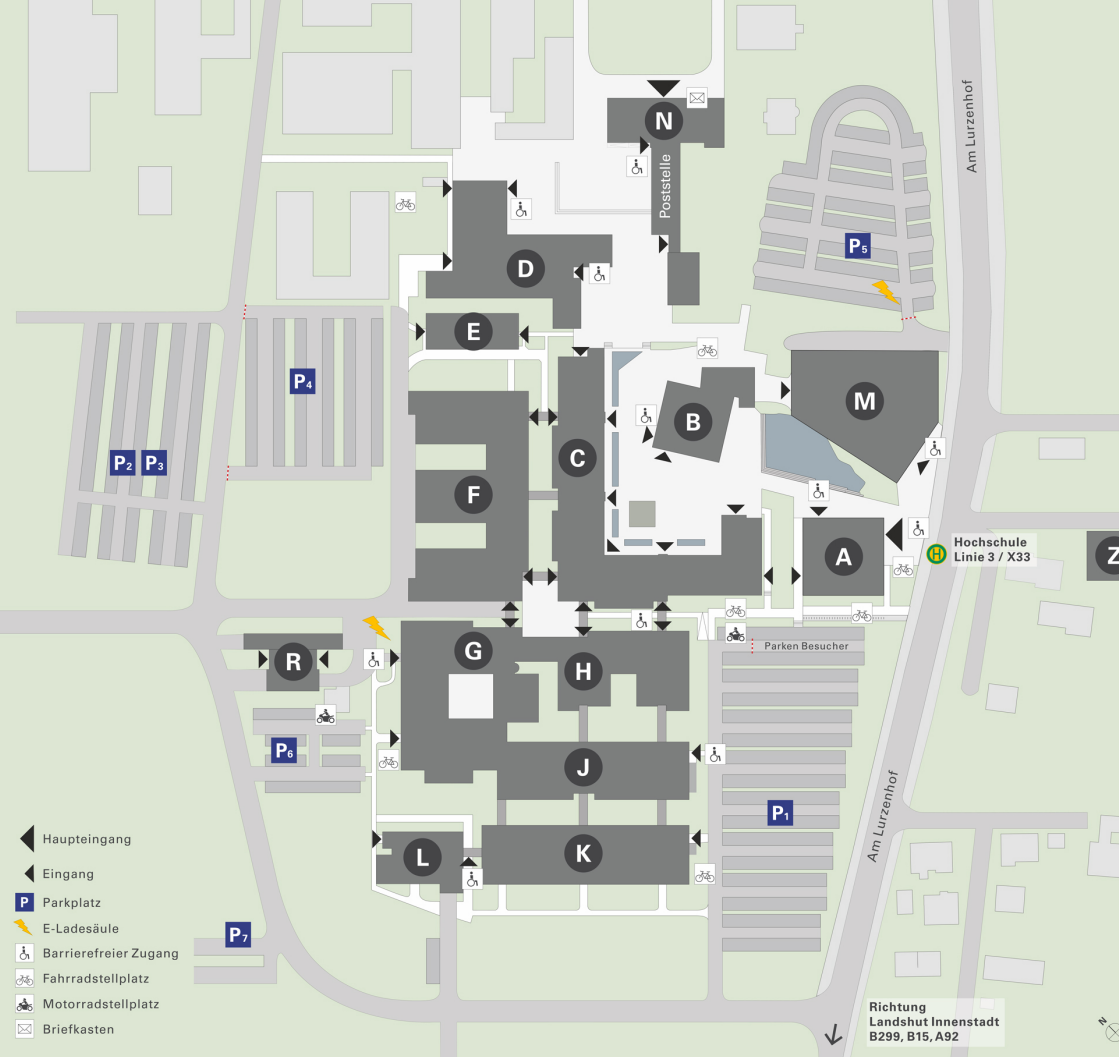 N
Poststelle
Am Lurzenhof
D
P5
E
P4
M
B
C
P2
P3
F
A
Hochschule
Linie 3 / X33
Z
Parken Besucher
R
G
H
P6
J
P1
Am Lurzenhof
L
K
Haupteingang
Eingang
P
Parkplatz
E-Ladesäule
Barrierefreier Zugang
Fahrradstellplatz
Motorradstellplatz
Briefkasten
P7
H
Richtung
Landshut Innenstadt
B299, B15, A92
N